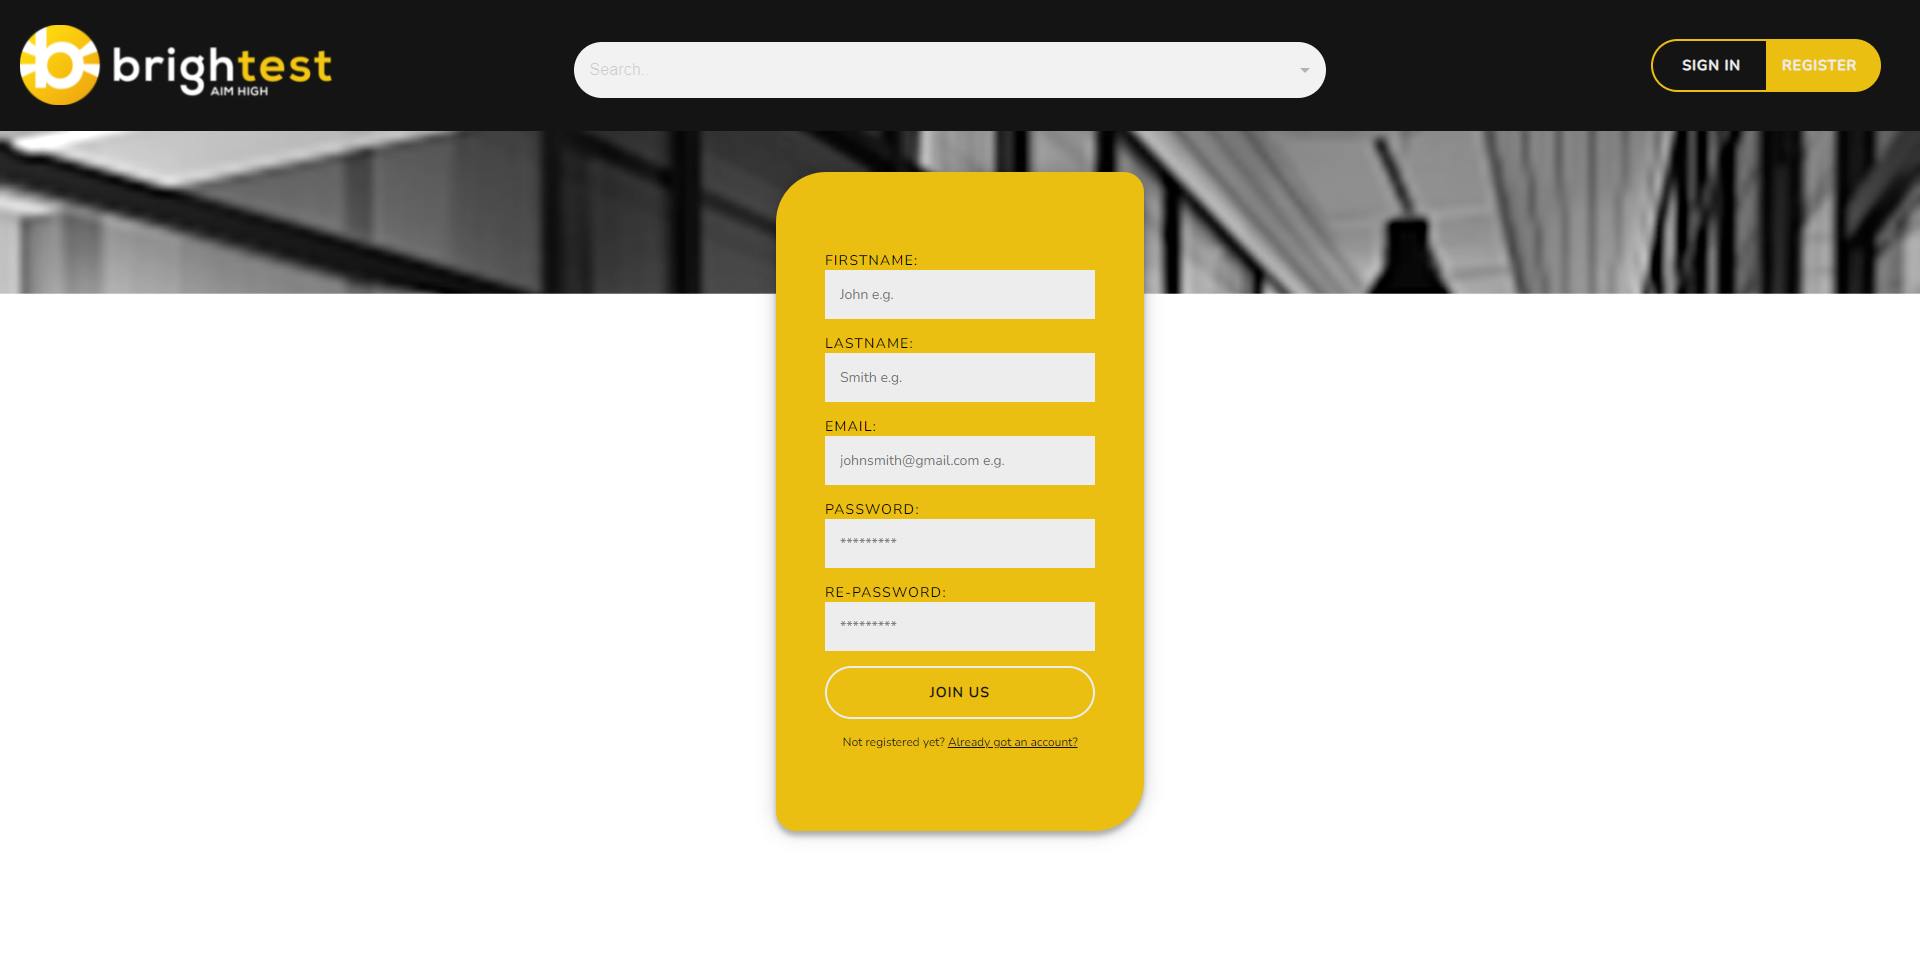 brightest
AIM HIGH
Search..
SIGN IN
REGISTER
FIRSTNAME:
John e.g.
LASTNAME:
Smith e.g.
EMAIL:
johnsmith@gmail.com e.g.
PASSWORD:
*********
RE-PASSWORD:
*********
JOIN US
Not registered yet? Already got an account?